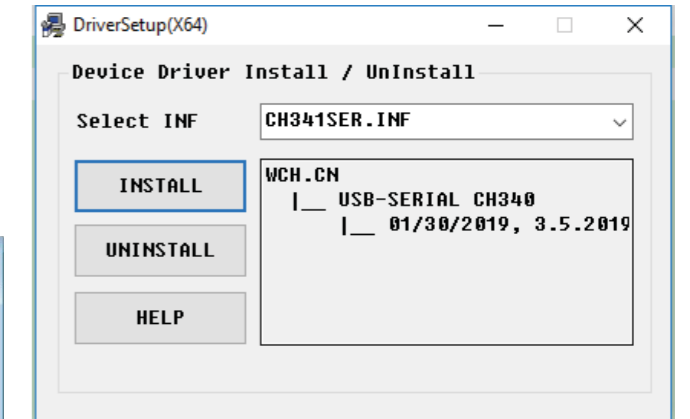 DriverSetup(X64)
Device Driver Install / UnInstall
Select INF
CH341SER.INF
INSTALL
UNINSTALL
HELP
WCH.CN
|__ USB-SERIAL CH340
|__ 01/30/2019, 3.5.2019